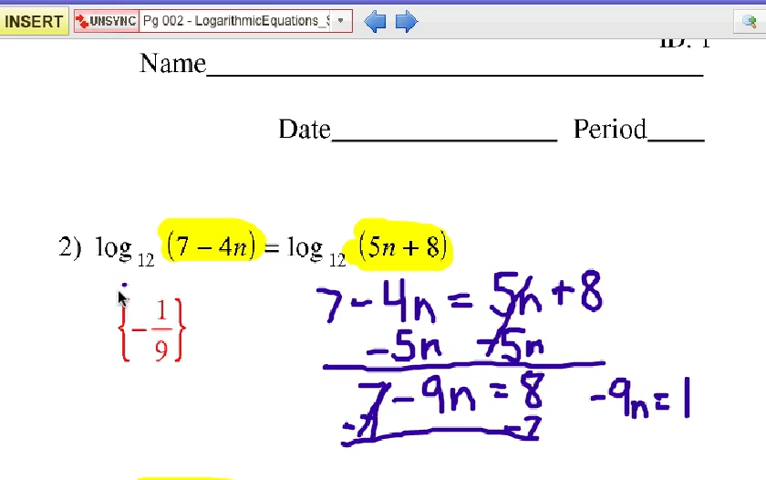 INSERT UNSYNC Pg 002 - LogarithmicEquations_S
ID: 1
Name
Date Period
2) log₁₂ (7 − 4n) = log₁₂ (5n + 8)
{−1/9}
7 - 4n = 5n + 8
-5n -5n
7 - 9n = 8 -9n = 1
-7 -7